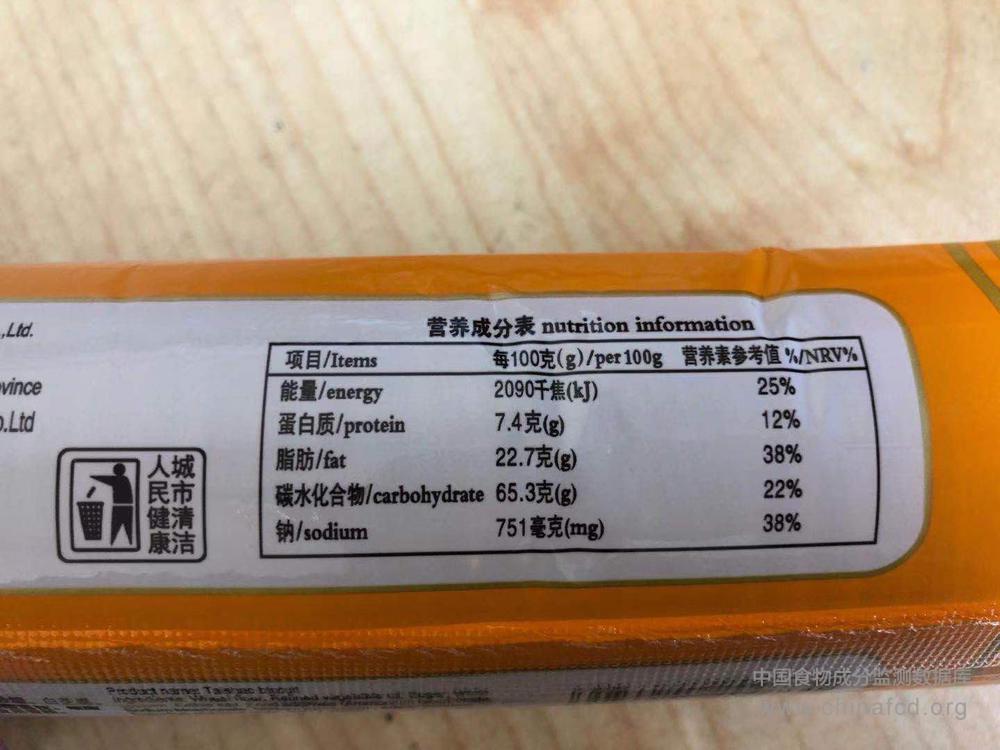 .,Ltd.
vince
o.Ltd
人城
民市
健清
康洁
营养成分表 nutrition information
项目/Items 每100克(g)/per100g 营养素参考值 %/NRV%
能量/energy 2090千焦(kJ) 25%
蛋白质/protein 7.4克(g) 12%
脂肪/fat 22.7克(g) 38%
碳水化合物/carbohydrate 65.3克(g) 22%
钠/sodium 751毫克(mg) 38%
Product name: Taishao biscuit
中国食物成分监测数据库
www.chinafcd.org